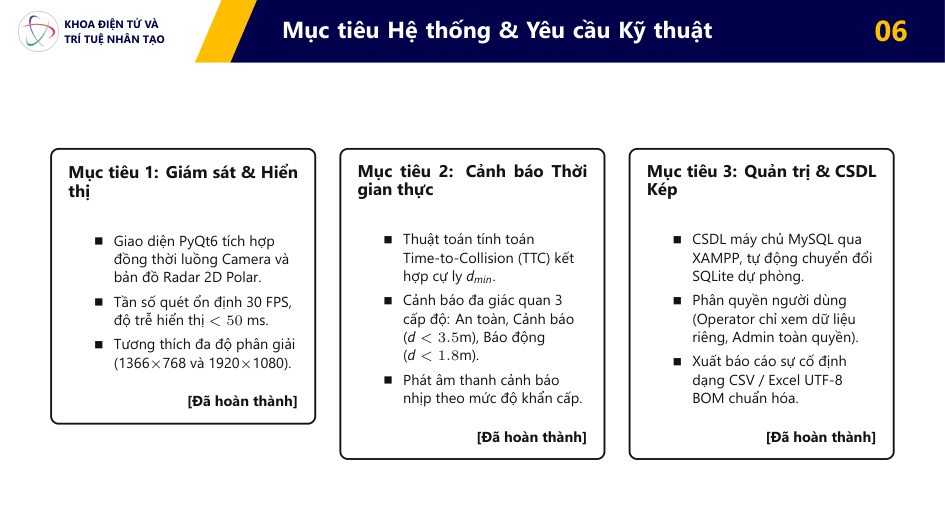 KHOA ĐIỆN TỬ VÀ
TRÍ TUỆ NHÂN TẠO
Mục tiêu Hệ thống & Yêu cầu Kỹ thuật
06
Mục tiêu 1: Giám sát & Hiển
thị
■ Giao diện PyQt6 tích hợp
đồng thời luồng Camera và
bản đồ Radar 2D Polar.
■ Tần số quét ổn định 30 FPS,
độ trễ hiển thị < 50 ms.
■ Tương thích đa độ phân giải
(1366×768 và 1920×1080).
[Đã hoàn thành]
Mục tiêu 2: Cảnh báo Thời
gian thực
■ Thuật toán tính toán
Time-to-Collision (TTC) kết
hợp cự ly dmin.
■ Cảnh báo đa giác quan 3
cấp độ: An toàn, Cảnh báo
(d < 3.5m), Báo động
(d < 1.8m).
■ Phát âm thanh cảnh báo
nhịp theo mức độ khẩn cấp.
[Đã hoàn thành]
Mục tiêu 3: Quản trị & CSDL
Kép
■ CSDL máy chủ MySQL qua
XAMPP, tự động chuyển đổi
SQLite dự phòng.
■ Phân quyền người dùng
(Operator chỉ xem dữ liệu
riêng, Admin toàn quyền).
■ Xuất báo cáo sự cố định
dạng CSV / Excel UTF-8
BOM chuẩn hóa.
[Đã hoàn thành]